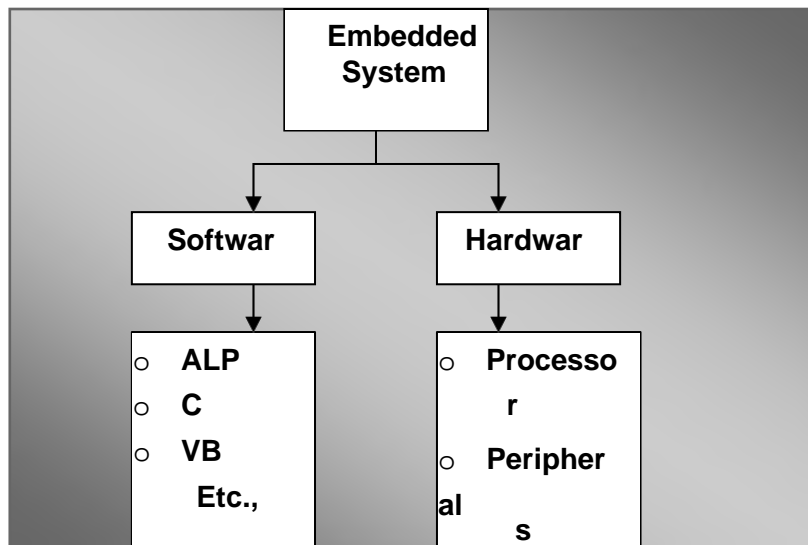 Embedded
System
Softwar
Hardwar
o ALP
o C
o VB
Etc.,
o Processo
r
o Peripher
al
s